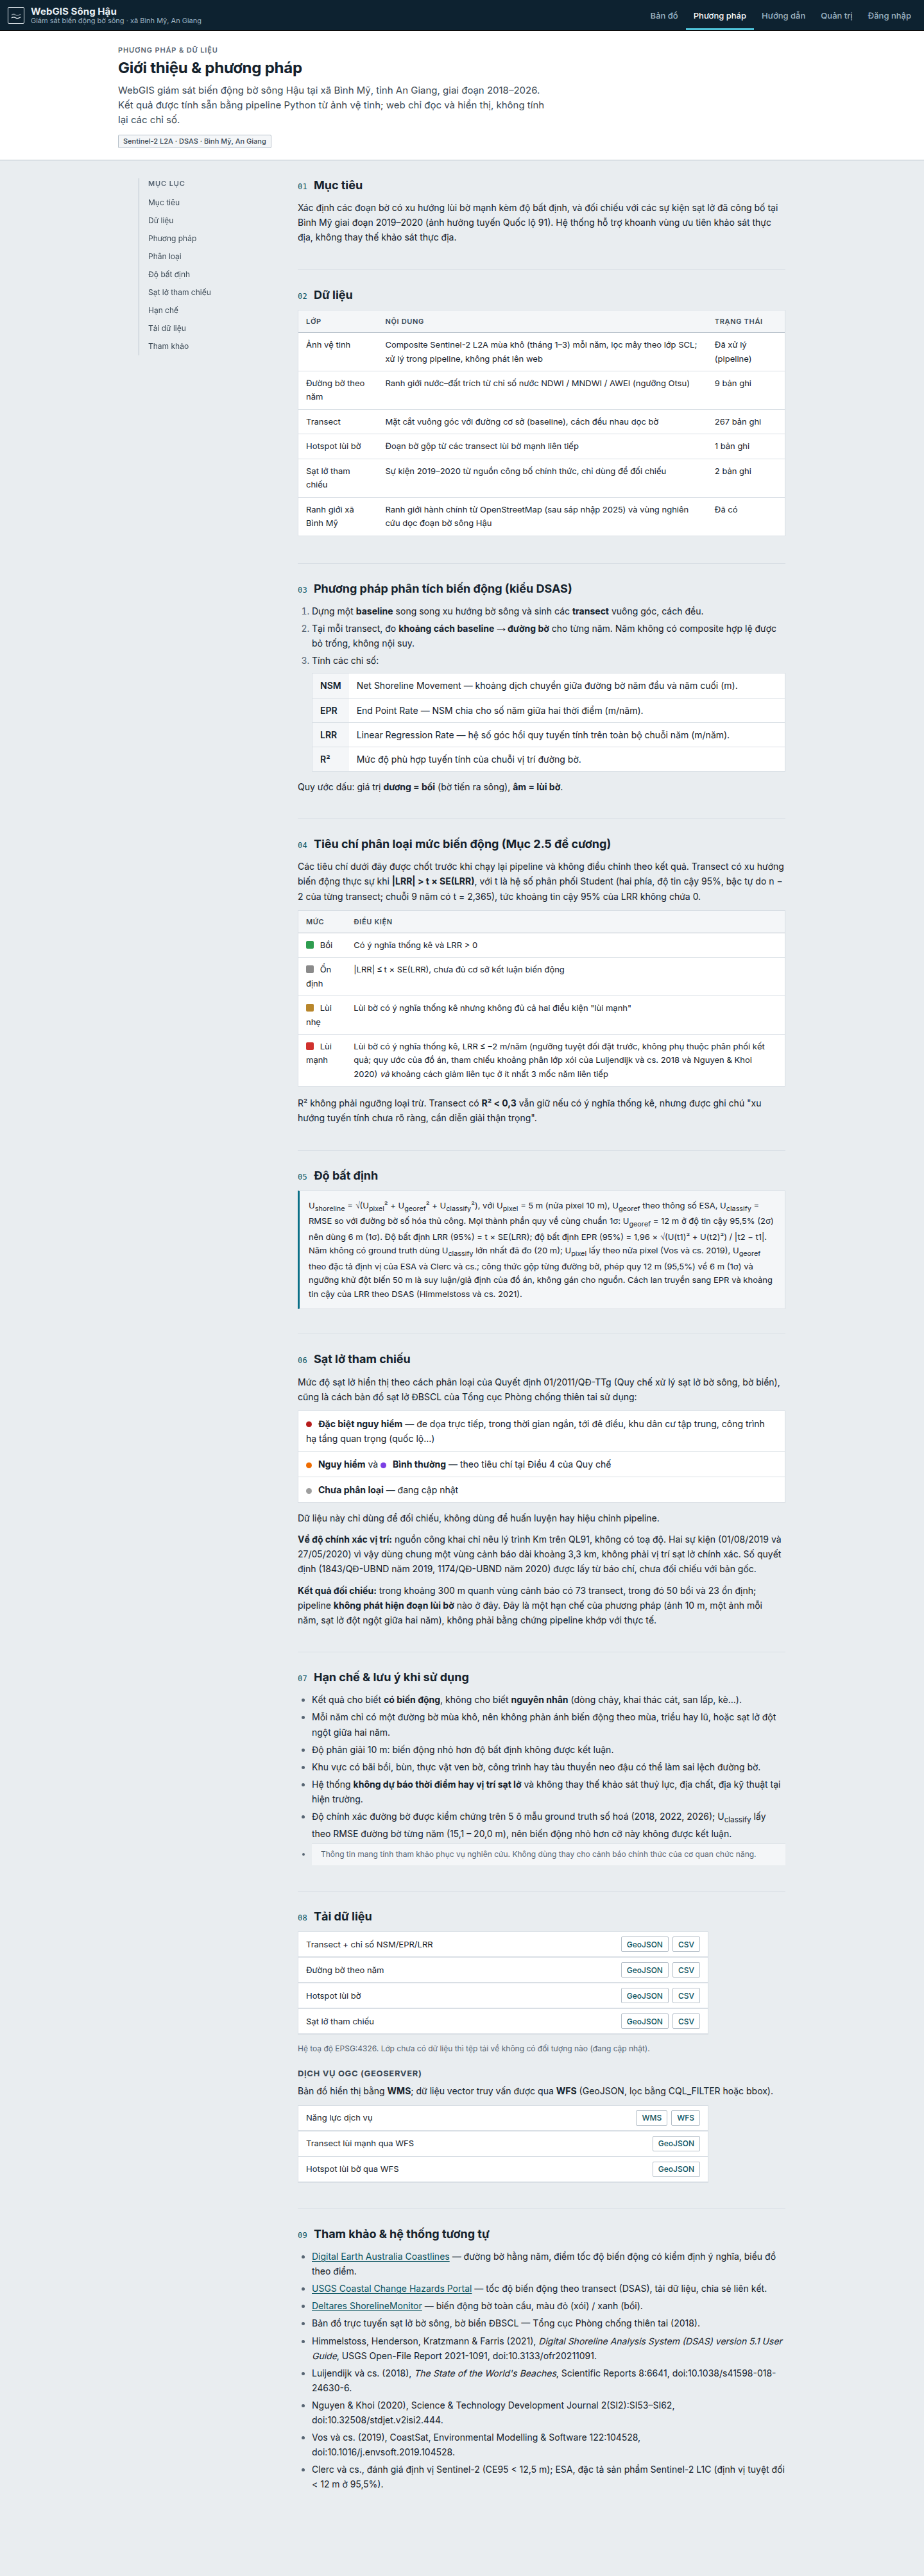 WebGIS Sông Hậu
Giám sát biến động bờ sông · xã Bình Mỹ, An Giang
Bản đồ
Phương pháp
Hướng dẫn
Quản trị
Đăng nhập
PHƯƠNG PHÁP & DỮ LIỆU
Giới thiệu & phương pháp
WebGIS giám sát biến động bờ sông Hậu tại xã Bình Mỹ, tỉnh An Giang, giai đoạn 2018–2026.
Kết quả được tính sẵn bằng pipeline Python từ ảnh vệ tinh; web chỉ đọc và hiển thị, không tính
lại các chỉ số.
Sentinel-2 L2A · DSAS · Bình Mỹ, An Giang
MỤC LỤC
Mục tiêu
Dữ liệu
Phương pháp
Phân loại
Độ bất định
Sạt lở tham chiếu
Hạn chế
Tải dữ liệu
Tham khảo
01 Mục tiêu
Xác định các đoạn bờ có xu hướng lùi bờ mạnh kèm độ bất định, và đối chiếu với các sự kiện sạt lở đã công bố tại
Bình Mỹ giai đoạn 2019–2020 (ảnh hưởng tuyến Quốc lộ 91). Hệ thống hỗ trợ khoanh vùng ưu tiên khảo sát thực
địa, không thay thế khảo sát thực địa.
02 Dữ liệu
LỚP NỘI DUNG TRẠNG THÁI
Ảnh vệ tinh Composite Sentinel-2 L2A mùa khô (tháng 1–3) mỗi năm, lọc mây theo lớp SCL; Đã xử lý
xử lý trong pipeline, không phát lên web (pipeline)
Đường bờ theo Ranh giới nước–đất trích từ chỉ số nước NDWI / MNDWI / AWEI (ngưỡng Otsu) 9 bản ghi
năm
Transect Mặt cắt vuông góc với đường cơ sở (baseline), cách đều nhau dọc bờ 267 bản ghi
Hotspot lùi bờ Đoạn bờ gộp từ các transect lùi bờ mạnh liên tiếp 1 bản ghi
Sạt lở tham Sự kiện 2019–2020 từ nguồn công bố chính thức, chỉ dùng để đối chiếu 2 bản ghi
chiếu
Ranh giới xã Ranh giới hành chính từ OpenStreetMap (sau sáp nhập 2025) và vùng nghiên Đã có
Bình Mỹ cứu dọc đoạn bờ sông Hậu
03 Phương pháp phân tích biến động (kiểu DSAS)
1. Dựng một baseline song song xu hướng bờ sông và sinh các transect vuông góc, cách đều.
2. Tại mỗi transect, đo khoảng cách baseline → đường bờ cho từng năm. Năm không có composite hợp lệ được
bỏ trống, không nội suy.
3. Tính các chỉ số:
NSM Net Shoreline Movement — khoảng dịch chuyển giữa đường bờ năm đầu và năm cuối (m).
EPR End Point Rate — NSM chia cho số năm giữa hai thời điểm (m/năm).
LRR Linear Regression Rate — hệ số góc hồi quy tuyến tính trên toàn bộ chuỗi năm (m/năm).
R² Mức độ phù hợp tuyến tính của chuỗi vị trí đường bờ.
Quy ước dấu: giá trị dương = bồi (bờ tiến ra sông), âm = lùi bờ.
04 Tiêu chí phân loại mức biến động (Mục 2.5 đề cương)
Các tiêu chí dưới đây được chốt trước khi chạy lại pipeline và không điều chỉnh theo kết quả. Transect có xu hướng
biến động thực sự khi |LRR| > t × SE(LRR), với t là hệ số phân phối Student (hai phía, độ tin cậy 95%, bậc tự do n −
2 của từng transect; chuỗi 9 năm có t = 2,365), tức khoảng tin cậy 95% của LRR không chứa 0.
MỨC ĐIỀU KIỆN
Bồi Có ý nghĩa thống kê và LRR > 0
Ổn |LRR| ≤ t × SE(LRR), chưa đủ cơ sở kết luận biến động
định
Lùi Lùi bờ có ý nghĩa thống kê nhưng không đủ cả hai điều kiện "lùi mạnh"
nhẹ
Lùi Lùi bờ có ý nghĩa thống kê, LRR ≤ −2 m/năm (ngưỡng tuyệt đối đặt trước, không phụ thuộc phân phối kết
mạnh quả; quy ước của đồ án, tham chiếu khoảng phân lớp xói của Luijendijk và cs. 2018 và Nguyen & Khoi
2020) và khoảng cách giảm liên tục ở ít nhất 3 mốc năm liên tiếp
R² không phải ngưỡng loại trừ. Transect có R² < 0,3 vẫn giữ nếu có ý nghĩa thống kê, nhưng được ghi chú "xu
hướng tuyến tính chưa rõ ràng, cần diễn giải thận trọng".
05 Độ bất định
Ushoreline = √(Upixel² + Ugeoref² + Uclassify²), với Upixel = 5 m (nửa pixel 10 m), Ugeoref theo thông số ESA, Uclassify =
RMSE so với đường bờ số hóa thủ công. Mọi thành phần quy về cùng chuẩn 1σ: Ugeoref = 12 m ở độ tin cậy 95,5% (2σ)
nên dùng 6 m (1σ). Độ bất định LRR (95%) = t × SE(LRR); độ bất định EPR (95%) = 1,96 × √(U(t1)² + U(t2)²) / |t2 − t1|.
Năm không có ground truth dùng Uclassify lớn nhất đã đo (20 m); Upixel lấy theo nửa pixel (Vos và cs. 2019), Ugeoref
theo đặc tả định vị của ESA và Clerc và cs.; công thức gộp từng đường bờ, phép quy 12 m (95,5%) về 6 m (1σ) và
ngưỡng khử đột biến 50 m là suy luận/giả định của đồ án, không gán cho nguồn. Cách lan truyền sang EPR và khoảng
tin cậy của LRR theo DSAS (Himmelstoss và cs. 2021).
06 Sạt lở tham chiếu
Mức độ sạt lở hiển thị theo cách phân loại của Quyết định 01/2011/QĐ-TTg (Quy chế xử lý sạt lở bờ sông, bờ biển),
cũng là cách bản đồ sạt lở ĐBSCL của Tổng cục Phòng chống thiên tai sử dụng:
Đặc biệt nguy hiểm — đe dọa trực tiếp, trong thời gian ngắn, tới đê điều, khu dân cư tập trung, công trình
hạ tầng quan trọng (quốc lộ…)
Nguy hiểm và Bình thường — theo tiêu chí tại Điều 4 của Quy chế
Chưa phân loại — đang cập nhật
Dữ liệu này chỉ dùng để đối chiếu, không dùng để huấn luyện hay hiệu chỉnh pipeline.
Về độ chính xác vị trí: nguồn công khai chỉ nêu lý trình Km trên QL91, không có toạ độ. Hai sự kiện (01/08/2019 và
27/05/2020) vì vậy dùng chung một vùng cảnh báo dài khoảng 3,3 km, không phải vị trí sạt lở chính xác. Số quyết
định (1843/QĐ-UBND năm 2019, 1174/QĐ-UBND năm 2020) được lấy từ báo chí, chưa đối chiếu với bản gốc.
Kết quả đối chiếu: trong khoảng 300 m quanh vùng cảnh báo có 73 transect, trong đó 50 bồi và 23 ổn định;
pipeline không phát hiện đoạn lùi bờ nào ở đây. Đây là một hạn chế của phương pháp (ảnh 10 m, một ảnh mỗi
năm, sạt lở đột ngột giữa hai năm), không phải bằng chứng pipeline khớp với thực tế.
07 Hạn chế & lưu ý khi sử dụng
• Kết quả cho biết có biến động, không cho biết nguyên nhân (dòng chảy, khai thác cát, san lấp, kè…).
• Mỗi năm chỉ có một đường bờ mùa khô, nên không phản ánh biến động theo mùa, triều hay lũ, hoặc sạt lở đột
ngột giữa hai năm.
• Độ phân giải 10 m: biến động nhỏ hơn độ bất định không được kết luận.
• Khu vực có bãi bồi, bùn, thực vật ven bờ, công trình hay tàu thuyền neo đậu có thể làm sai lệch đường bờ.
• Hệ thống không dự báo thời điểm hay vị trí sạt lở và không thay thế khảo sát thuỷ lực, địa chất, địa kỹ thuật tại
hiện trường.
• Độ chính xác đường bờ được kiểm chứng trên 5 ô mẫu ground truth số hoá (2018, 2022, 2026); Uclassify lấy
theo RMSE đường bờ từng năm (15,1 – 20,0 m), nên biến động nhỏ hơn cỡ này không được kết luận.
• Thông tin mang tính tham khảo phục vụ nghiên cứu. Không dùng thay cho cảnh báo chính thức của cơ quan chức năng.
08 Tải dữ liệu
Transect + chỉ số NSM/EPR/LRR GeoJSON CSV
Đường bờ theo năm GeoJSON CSV
Hotspot lùi bờ GeoJSON CSV
Sạt lở tham chiếu GeoJSON CSV
Hệ toạ độ EPSG:4326. Lớp chưa có dữ liệu thì tệp tải về không có đối tượng nào (đang cập nhật).
DỊCH VỤ OGC (GEOSERVER)
Bản đồ hiển thị bằng WMS; dữ liệu vector truy vấn được qua WFS (GeoJSON, lọc bằng CQL_FILTER hoặc bbox).
Năng lực dịch vụ WMS WFS
Transect lùi mạnh qua WFS GeoJSON
Hotspot lùi bờ qua WFS GeoJSON
09 Tham khảo & hệ thống tương tự
• Digital Earth Australia Coastlines — đường bờ hằng năm, điểm tốc độ biến động có kiểm định ý nghĩa, biểu đồ
theo điểm.
• USGS Coastal Change Hazards Portal — tốc độ biến động theo transect (DSAS), tải dữ liệu, chia sẻ liên kết.
• Deltares ShorelineMonitor — biến động bờ toàn cầu, màu đỏ (xói) / xanh (bồi).
• Bản đồ trực tuyến sạt lở bờ sông, bờ biển ĐBSCL — Tổng cục Phòng chống thiên tai (2018).
• Himmelstoss, Henderson, Kratzmann & Farris (2021), Digital Shoreline Analysis System (DSAS) version 5.1 User
Guide, USGS Open-File Report 2021-1091, doi:10.3133/ofr20211091.
• Luijendijk và cs. (2018), The State of the World's Beaches, Scientific Reports 8:6641, doi:10.1038/s41598-018-
24630-6.
• Nguyen & Khoi (2020), Science & Technology Development Journal 2(SI2):SI53–SI62,
doi:10.32508/stdjet.v2isi2.444.
• Vos và cs. (2019), CoastSat, Environmental Modelling & Software 122:104528,
doi:10.1016/j.envsoft.2019.104528.
• Clerc và cs., đánh giá định vị Sentinel-2 (CE95 < 12,5 m); ESA, đặc tả sản phẩm Sentinel-2 L1C (định vị tuyệt đối
< 12 m ở 95,5%).